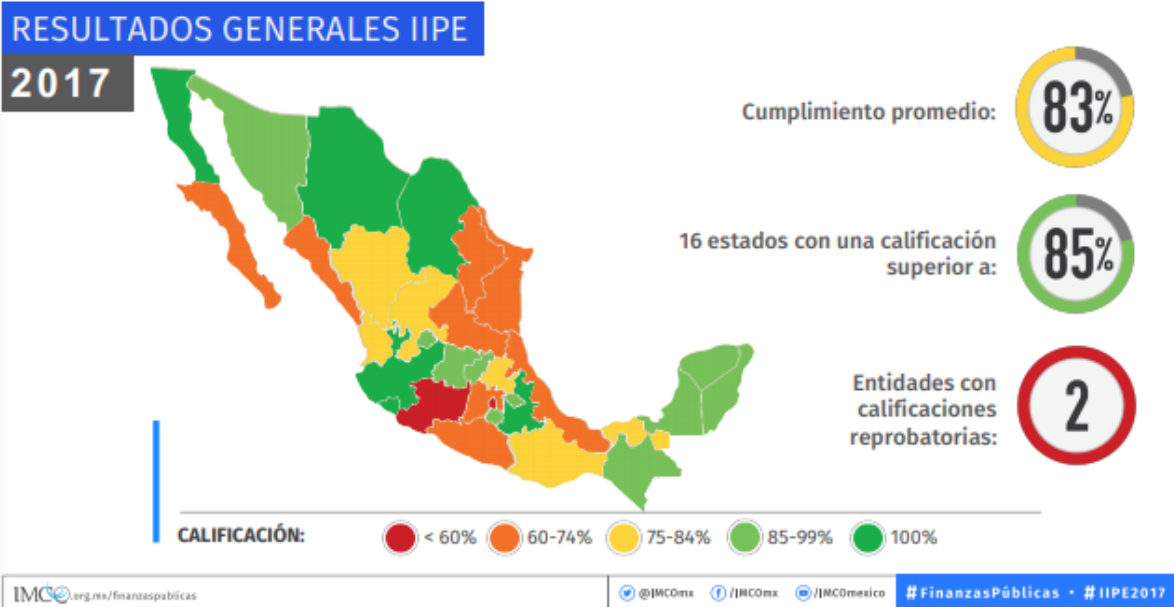 RESULTADOS GENERALES IIPE
2017
Cumplimiento promedio:
83%
16 estados con una calificación
superior a:
85%
Entidades con
calificaciones
reprobatorias:
2
CALIFICACIÓN:
< 60%
60-74%
75-84%
85-99%
100%
IMCO.org.mx/finanzaspublicas
@IMCOmx
/IMCOmx
/IMCOmexico
#FinanzasPúblicas • #IIPE2017